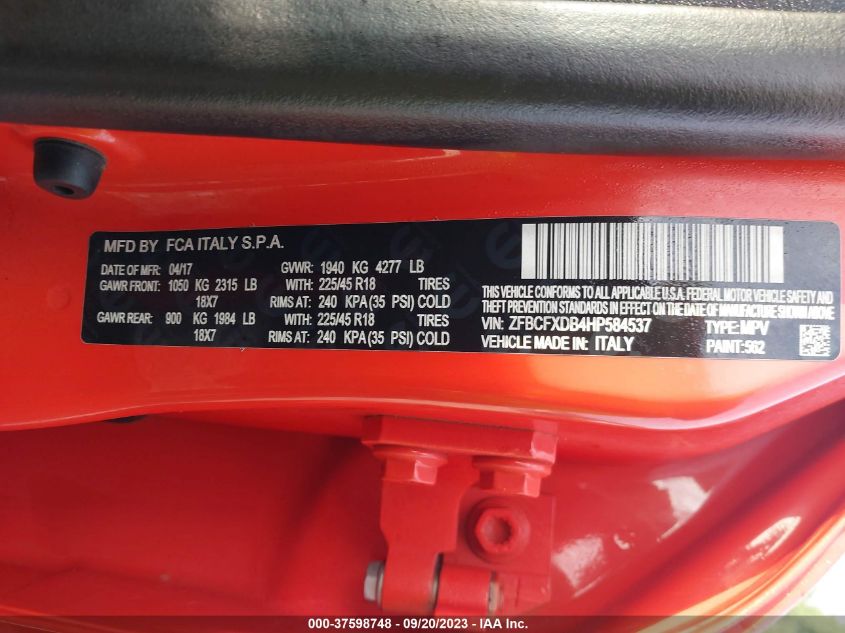 MFD BY FCA ITALY S.P.A.
DATE OF MFR 04/17 GVWR: 1940 KG 4277 LB
GAWR FRONT: 1050 KG 2315 LB WITH: 225/45 R18 TIRES
18X7 RIMS AT: 240 KPA (35 PSI) COLD
GAWR REAR: 900 KG 1984 LB WITH: 225/45 R18 TIRES
18X7 RIMS AT: 240 KPA (35 PSI) COLD
THIS VEHICLE CONFORMS TO ALL APPLICABLE U.S.A. FEDERAL MOTOR VEHICLE SAFETY AND
THEFT PREVENTION STANDARDS IN EFFECT ON THE DATE OF MANUFACTURE SHOWN ABOVE
VIN: ZFBCFXDB4HP584537 TYPE: MPV
VEHICLE MADE IN: ITALY PAINT: 562
000-37598748 - 09/20/2023 - IAA Inc.